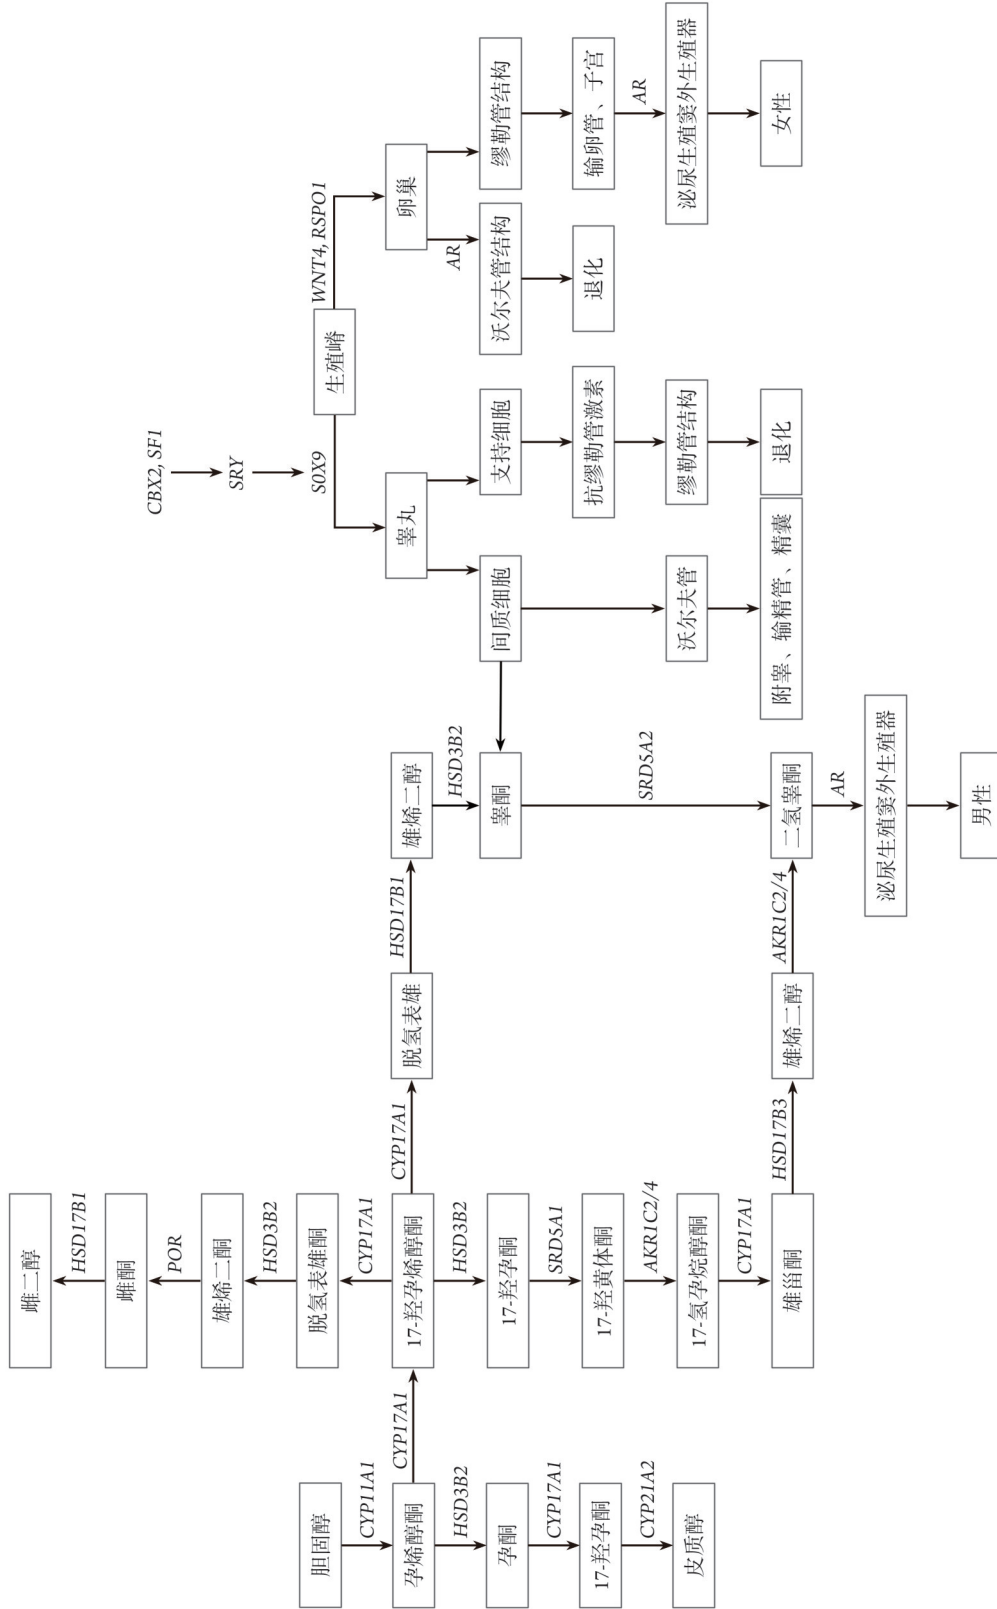 雌二醇
HSD17B1
雌酮
CBX2, SF1
POR
雄烯二酮
SRY
HSD3B2
胆固醇
脱氢表雄酮
SOX9
WNT4, RSPO1
生殖嵴
CYP11A1
CYP17A1
CYP17A1
CYP17A1
HSD17B1
孕烯醇酮
17-羟孕烯醇酮
脱氢表雄
雄烯二醇
睾丸
卵巢
HSD3B2
HSD3B2
HSD3B2
AR
孕酮
17-羟孕酮
睾酮
间质细胞
支持细胞
沃尔夫管结构
缪勒管结构
CYP17A1
SRD5A1
17-羟孕酮
17-羟黄体酮
抗缪勒管激素
退化
输卵管、子宫
CYP21A2
AKR1C2/4
SRD5A2
AR
皮质醇
17-氢孕烷醇酮
沃尔夫管
缪勒管结构
泌尿生殖窦外生殖器
CYP17A1
HSD17B3
AKR1C2/4
雄甾酮
雄烯二醇
二氢睾酮
附睾、输精管、精囊
退化
女性
AR
泌尿生殖窦外生殖器
男性